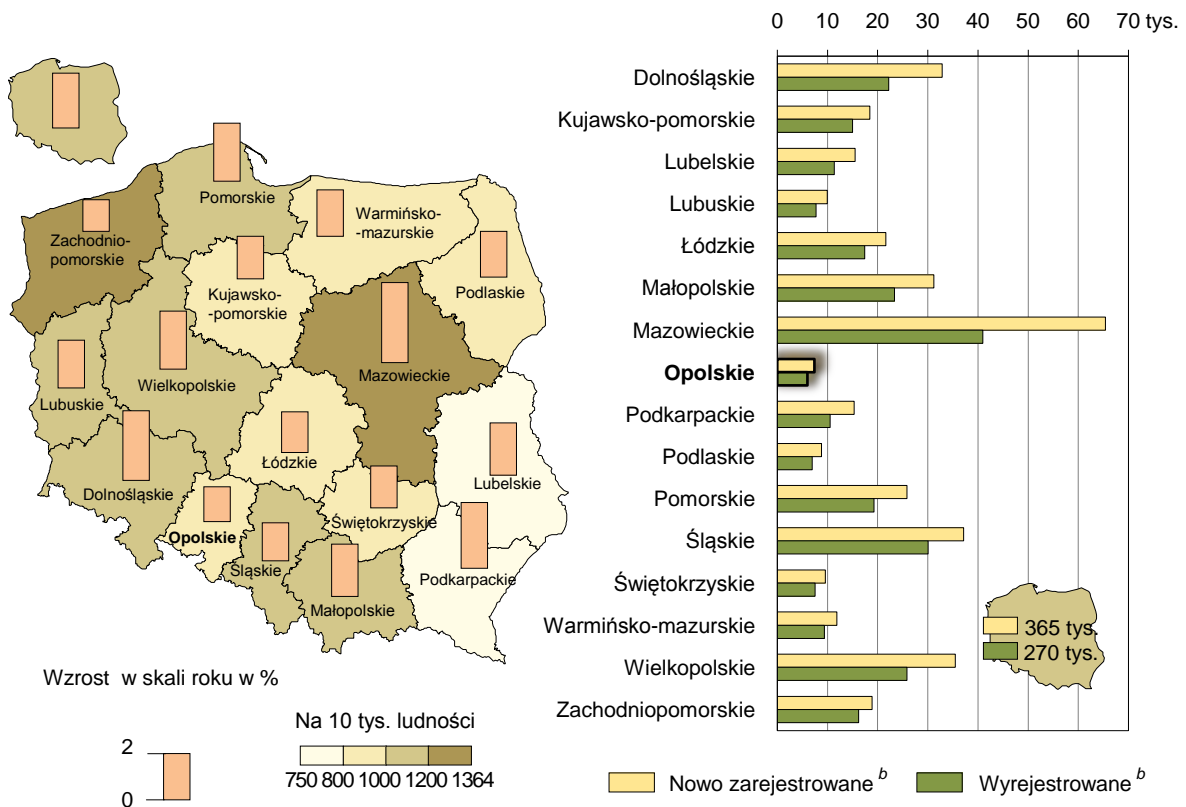 Pomorskie
Warmińsko-
-mazurskie
Zachodnio-
pomorskie
Kujawsko-
-pomorskie
Podlaskie
Mazowieckie
Wielkopolskie
Lubuskie
Łódzkie
Lubelskie
Dolnośląskie
Opolskie
Świętokrzyskie
Śląskie
Podkarpackie
Małopolskie
Wzrost w skali roku w %
2
0
Na 10 tys. ludności
750 800 1000 1200 1364
0 10 20 30 40 50 60 70 tys.
Dolnośląskie
Kujawsko-pomorskie
Lubelskie
Lubuskie
Łódzkie
Małopolskie
Mazowieckie
Opolskie
Podkarpackie
Podlaskie
Pomorskie
Śląskie
Świętokrzyskie
Warmińsko-mazurskie
Wielkopolskie
Zachodniopomorskie
365 tys.
270 tys.
Nowo zarejestrowane b
Wyrejestrowane b